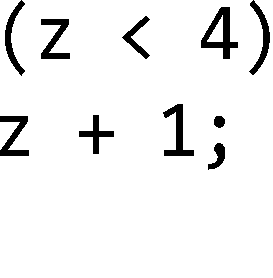 (z < 4)
z + 1;